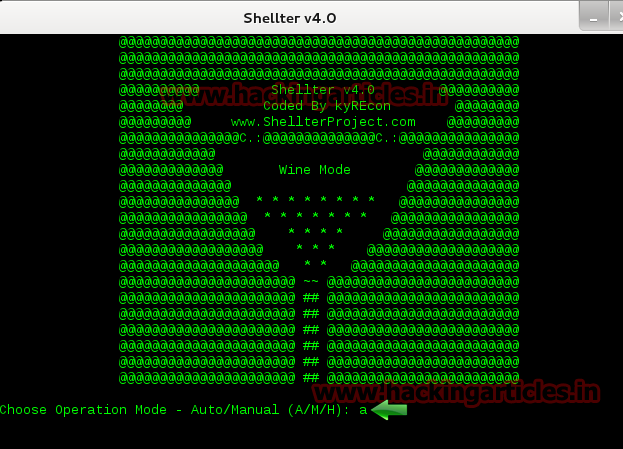 Shellter v4.0
@@@@@@@@@@@@@@@@@@@@@@@@@@@@@@@@@@@@@@@@@@@@@@@@@@
@@@@@@@@@@@@@@@@@@@@@@@@@@@@@@@@@@@@@@@@@@@@@@@@@@
@@@@@@@@@@@@@@@@@@@@@@@@@@@@@@@@@@@@@@@@@@@@@@@@@@
@@@@@@@@@@         Shellter v4.0        @@@@@@@@@@
www.hackingarticles.in
@@@@@@@@          Coded By kyREcon        @@@@@@@@
@@@@@@@@@     www.ShellterProject.com    @@@@@@@@@
@@@@@@@@@@@@@@@C.:@@@@@@@@@@@@@@C.:@@@@@@@@@@@@@@@
@@@@@@@@@@@@                          @@@@@@@@@@@@
@@@@@@@@@@@@@       Wine Mode        @@@@@@@@@@@@@
@@@@@@@@@@@@@@                      @@@@@@@@@@@@@@
@@@@@@@@@@@@@@@  * * * * * * * *   @@@@@@@@@@@@@@@
@@@@@@@@@@@@@@@@  * * * * * * *   @@@@@@@@@@@@@@@@
@@@@@@@@@@@@@@@@@    * * * *     @@@@@@@@@@@@@@@@@
@@@@@@@@@@@@@@@@@@    * * *    @@@@@@@@@@@@@@@@@@@
@@@@@@@@@@@@@@@@@@@@   * *   @@@@@@@@@@@@@@@@@@@@@
@@@@@@@@@@@@@@@@@@@@@@ ~~ @@@@@@@@@@@@@@@@@@@@@@@@
@@@@@@@@@@@@@@@@@@@@@@ ## @@@@@@@@@@@@@@@@@@@@@@@@
@@@@@@@@@@@@@@@@@@@@@@ ## @@@@@@@@@@@@@@@@@@@@@@@@
@@@@@@@@@@@@@@@@@@@@@@ ## @@@@@@@@@@@@@@@@@@@@@@@@
@@@@@@@@@@@@@@@@@@@@@@ ## @@@@@@@@@@@@@@@@@@@@@@@@
@@@@@@@@@@@@@@@@@@@@@@ ## @@@@@@@@@@@@@@@@@@@@@@@@
@@@@@@@@@@@@@@@@@@@@@@ ## @@@@@@@@@@@@@@@@@@@@@@@@
www.hackingarticles.in
Choose Operation Mode - Auto/Manual (A/M/H): a